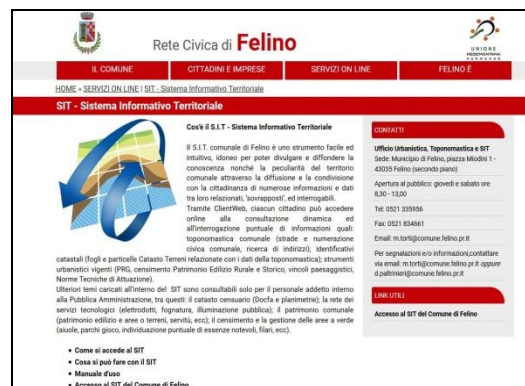 Rete Civica di Felino
UNIONE
PEDEMONTANA
PARMENSE
IL COMUNE
CITTADINI E IMPRESE
SERVIZI ON LINE
FELINO È
HOME » SERVIZI ON LINE | SIT - Sistema Informativo Territoriale
SIT - Sistema Informativo Territoriale
Cos'è il S.I.T - Sistema Informativo Territoriale
Il S.I.T. comunale di Felino è uno strumento facile ed
intuitivo, idoneo per poter divulgare e diffondere la
conoscenza nonché la peculiarità del territorio
comunale attraverso la diffusione e la condivisione
con la cittadinanza di numerose informazioni e dati
tra loro relazionati, 'sovrapposti', ed interrogabili.
Tramite ClientWeb, ciascun cittadino può accedere
online alla consultazione dinamica ed
all'interrogazione puntuale di informazioni quali:
toponomastica comunale (strade e numerazione
civica comunale, ricerca di indirizzi); identificativi
catastali (fogli e particelle Catasto Terreni relazionate con i dati della toponomastica); strumenti
urbanistici vigenti (PRG, censimento Patrimonio Edilizio Rurale e Storico, vincoli paesaggistici,
Norme Tecniche di Attuazione).
Ulteriori temi caricati all'interno del SIT sono consultabili solo per il personale addetto interno
alla Pubblica Amministrazione, tra questi: il catasto censuario (Docfa e planimetrie); la rete dei
servizi tecnologici (elettrodotti, fognatura, illuminazione pubblica); il patrimonio comunale
(patrimonio edilizio e aree o terreni, servitù, ecc); il censimento e la gestione delle aree a verde
(aiuole, parchi gioco, individuazione puntuale di essenze notevoli, filari, ecc).
• Come si accede al SIT
• Cosa si può fare con il SIT
• Manuale d'uso
• Accesso al SIT del Comune di Felino
CONTATTI
Ufficio Urbanistica, Toponomastica e SIT
Sede: Municipio di Felino, piazza Miodini 1 -
43035 Felino (secondo piano)
Apertura al pubblico: giovedì e sabato ore
8,30 - 13,00
Tel: 0521 335956
Fax: 0521 834661
Email: m.torti@comune.felino.pr.it
Per segnalazioni e/o informazioni,contattare
via email: m.torti@comune.felino.pr.it oppure
d.paltrinieri@comune.felino.pr.it
LINK UTILI
Accesso al SIT del Comune di Felino